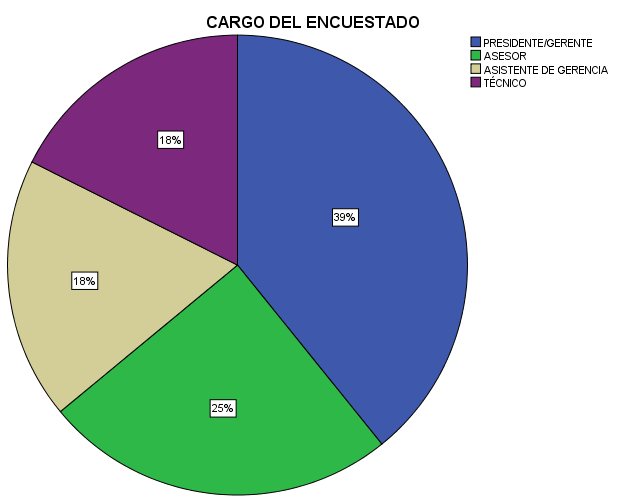 CARGO DEL ENCUESTADO
PRESIDENTE/GERENTE
ASESOR
ASISTENTE DE GERENCIA
TÉCNICO
18%
39%
18%
25%